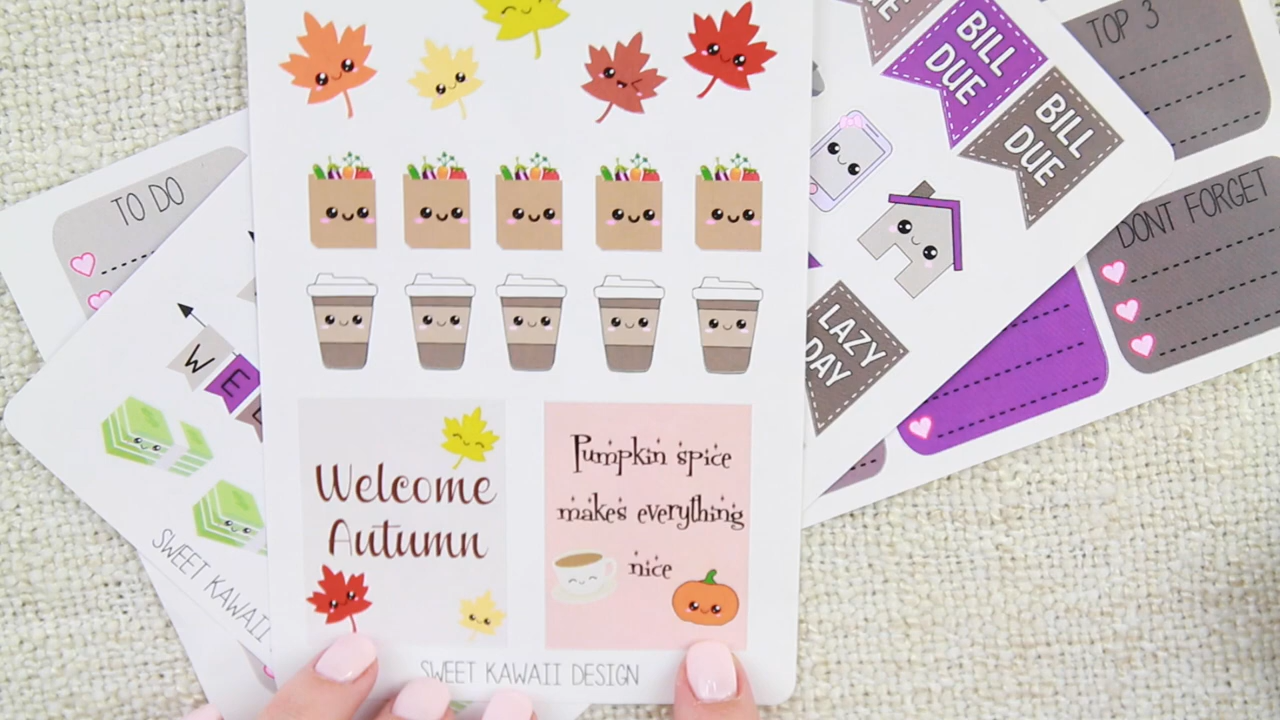 TO DO
WE
SWEET KAWAII
Welcome
Autumn
Pumpkin spice
makes everything
nice
SWEET KAWAII DESIGN
BILL
DUE
BILL
DUE
LAZY
DAY
TOP 3
DONT FORGET